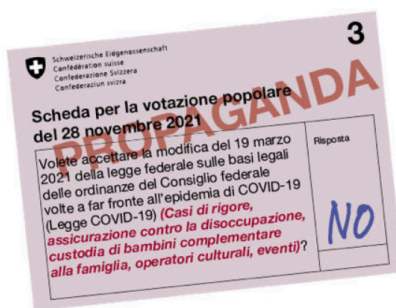 3
Schweizerische Eidgenossenschaft
Confédération suisse
Confederazione Svizzera
Confederaziun svizra
Scheda per la votazione popolare
del 28 novembre 2021
PROPAGANDA
Volete accettare la modifica del 19 marzo
2021 della legge federale sulle basi legali
delle ordinanze del Consiglio federale
volte a far fronte all'epidemia di COVID-19
(Legge COVID-19) (Casi di rigore,
assicurazione contro la disoccupazione,
custodia di bambini complementare
alla famiglia, operatori culturali, eventi)?
Risposta
NO